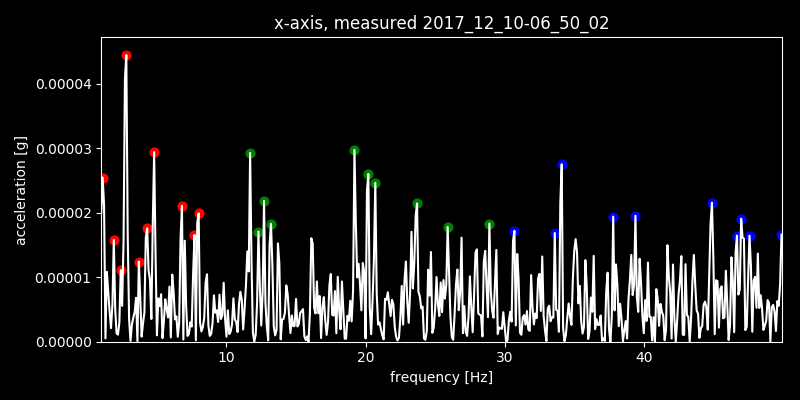 x-axis, measured 2017_12_10-06_50_02
acceleration [g]
0.00004
0.00003
0.00002
0.00001
0.00000
10 20 30 40
frequency [Hz]